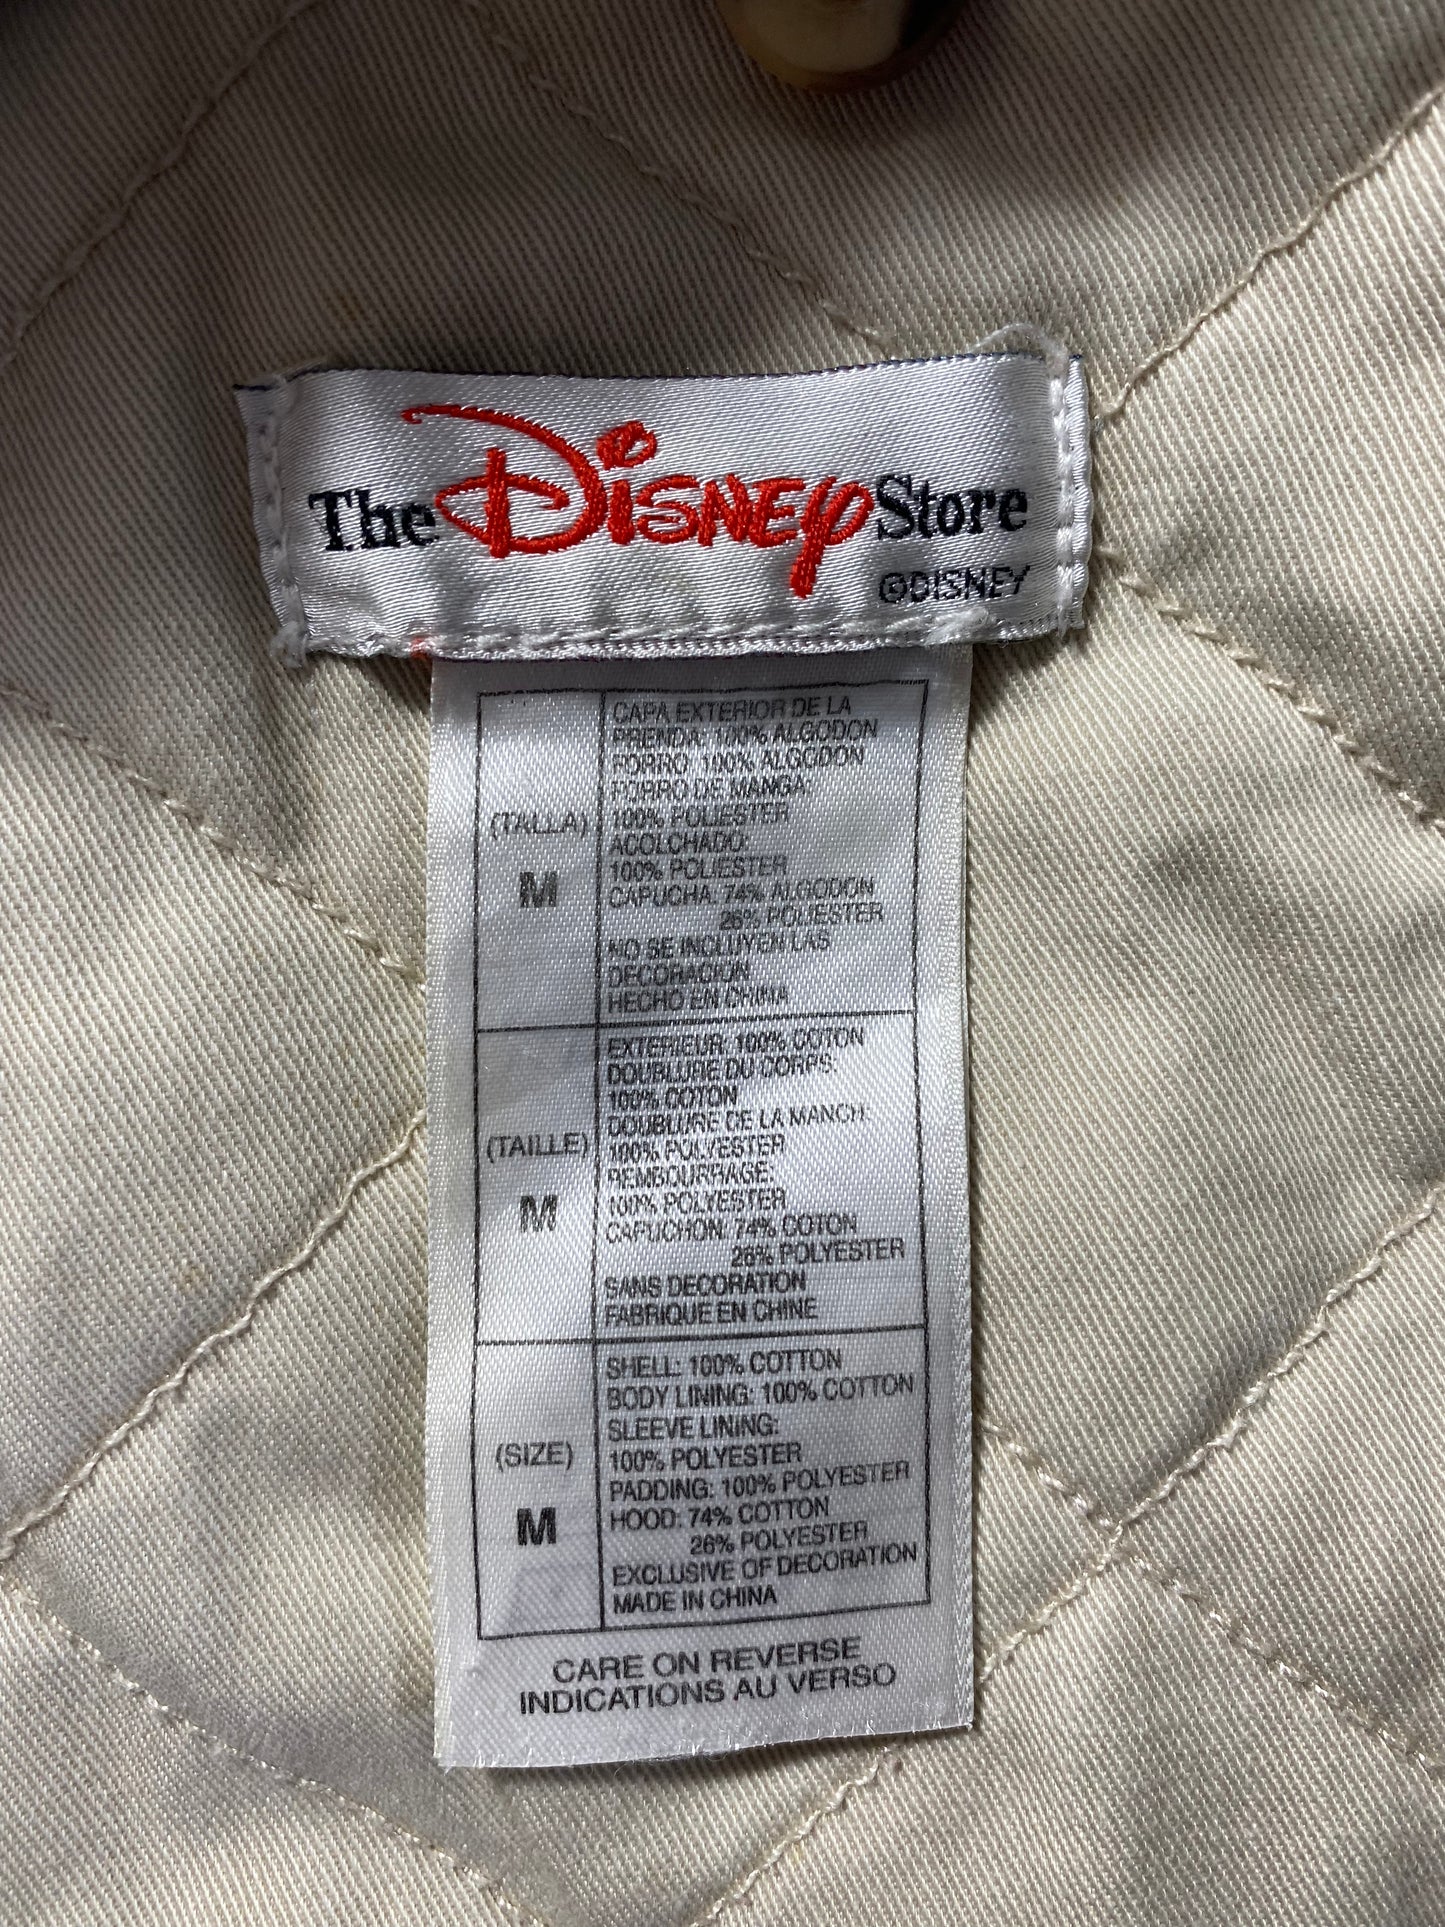 The Disney Store
©DISNEY
(TALLA)
M
CAPA EXTERIOR DE LA
PRENDA: 100% ALGODON
FORRO: 100% ALGODON
FORRO DE MANGA:
100% POLIESTER
ACOLCHADO:
100% POLIESTER
CAPUCHA: 74% ALGODON
26% POLIESTER
NO SE INCLUYEN LAS
DECORACION
HECHO EN CHINA
(TAILLE)
M
EXTERIEUR: 100% COTON
DOUBLURE DU CORPS:
100% COTON
DOUBLURE DE LA MANCH:
100% POLYESTER
REMBOURRAGE:
100% POLYESTER
CAPUCHON: 74% COTON
26% POLYESTER
SANS DECORATION
FABRIQUE EN CHINE
(SIZE)
M
SHELL: 100% COTTON
BODY LINING: 100% COTTON
SLEEVE LINING:
100% POLYESTER
PADDING: 100% POLYESTER
HOOD: 74% COTTON
26% POLYESTER
EXCLUSIVE OF DECORATION
MADE IN CHINA
CARE ON REVERSE
INDICATIONS AU VERSO